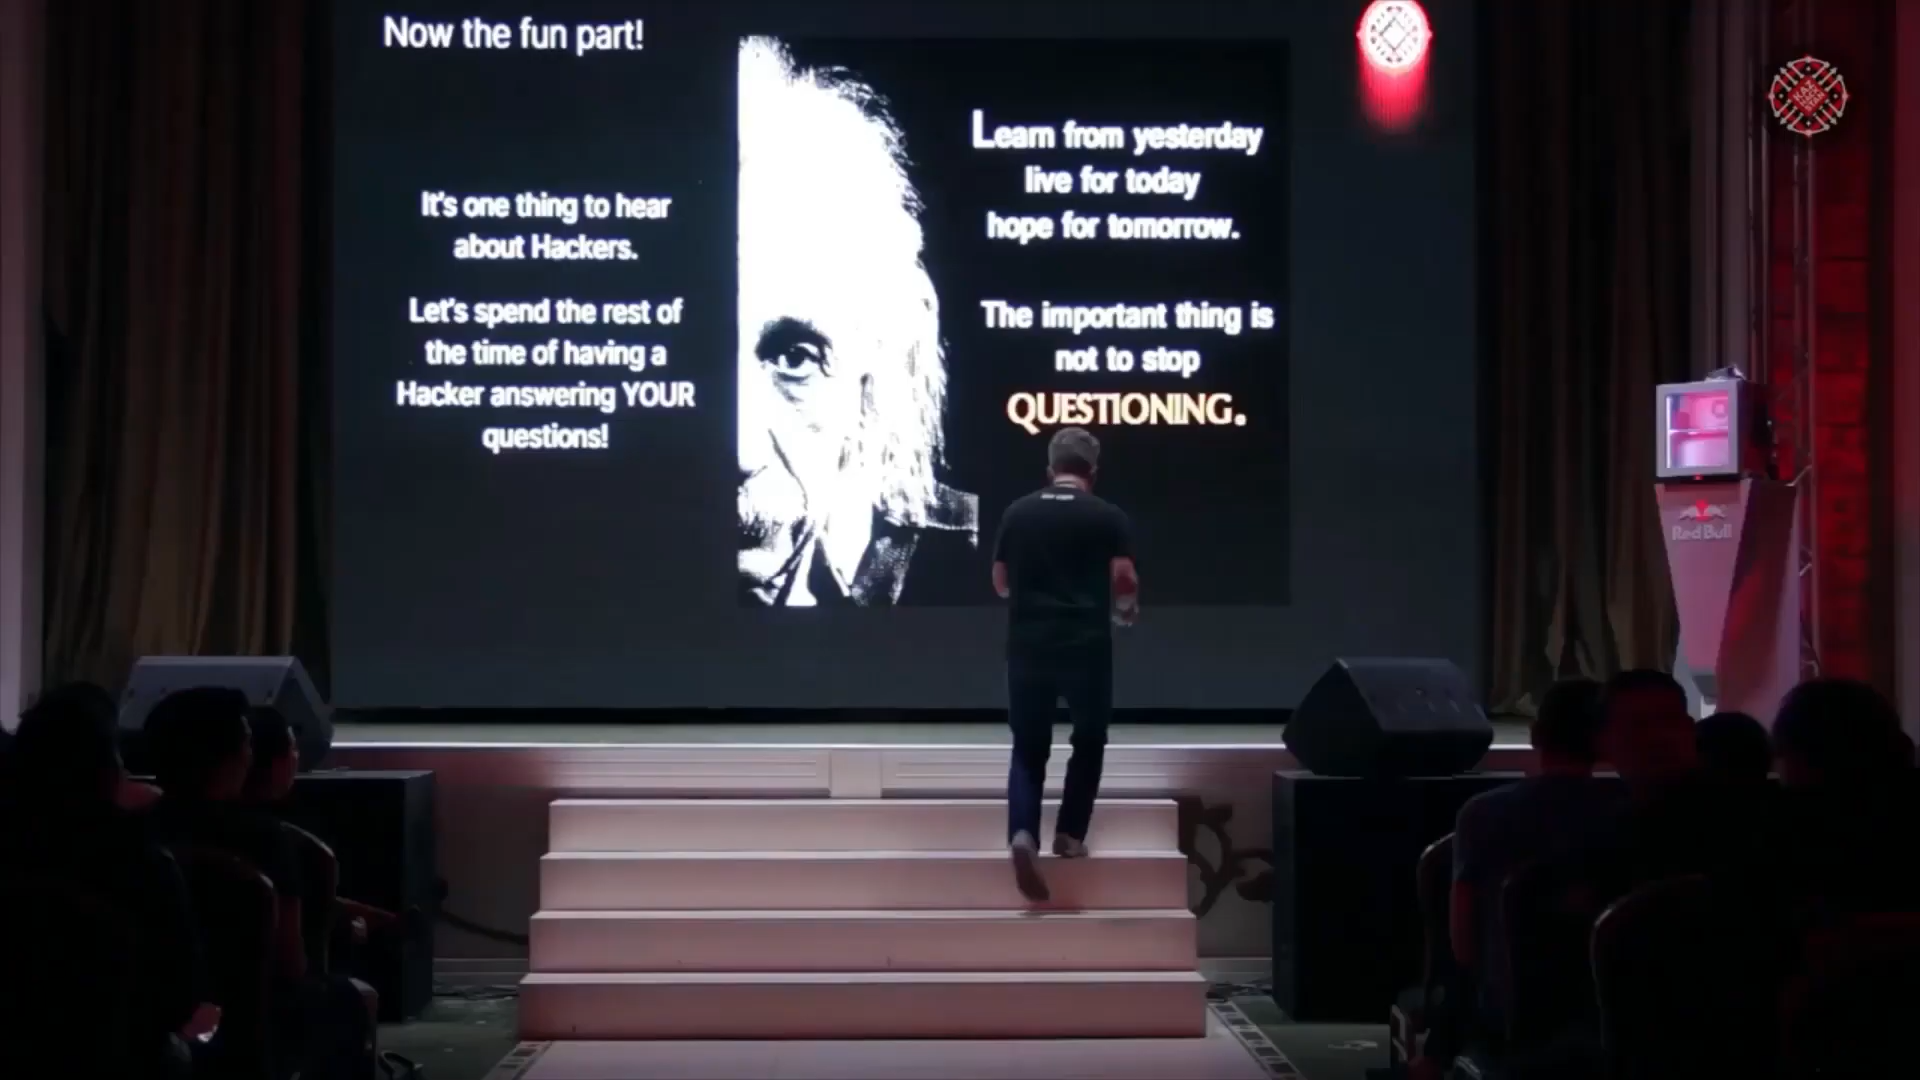 Now the fun part!
It's one thing to hear
about Hackers.
Let's spend the rest of
the time of having a
Hacker answering YOUR
questions!
Learn from yesterday
live for today
hope for tomorrow.
The important thing is
not to stop
QUESTIONING.
Red Bull